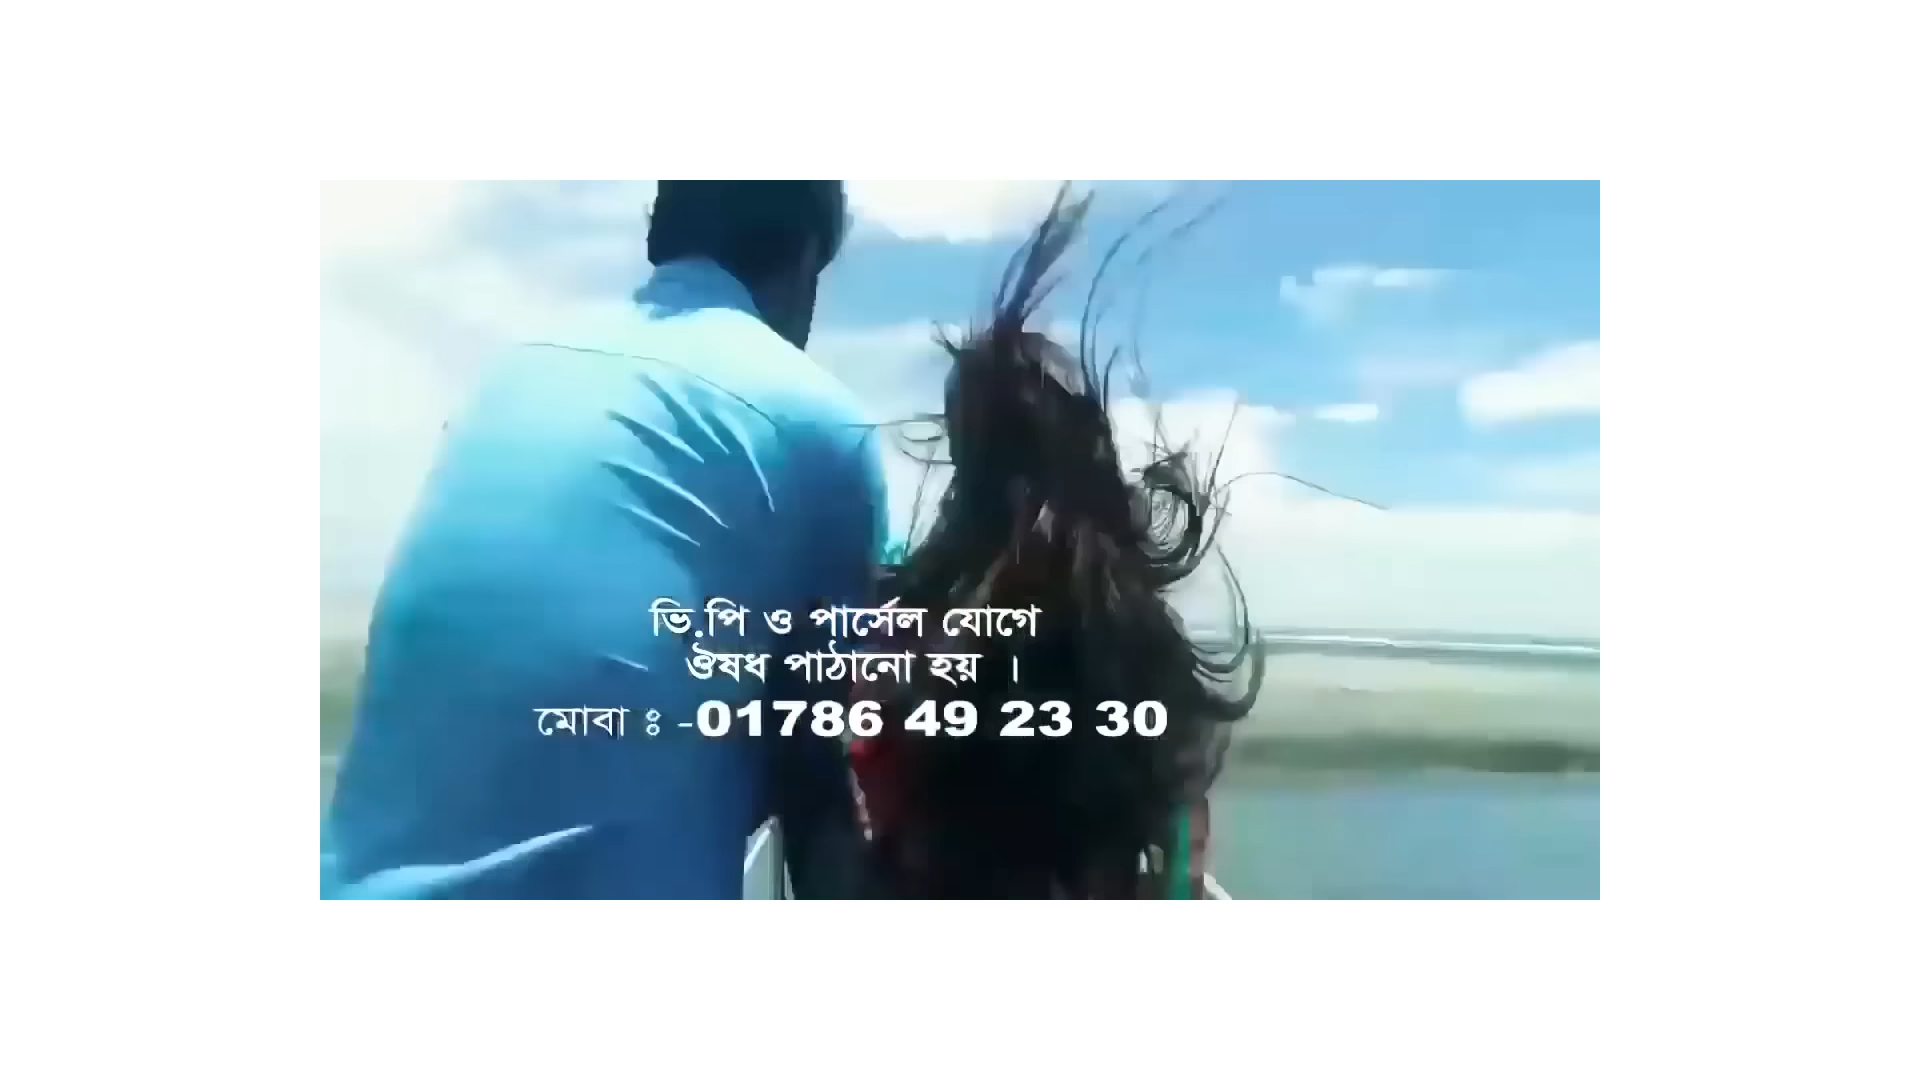 ভি.পি ও পার্সেল যোগে
ঔষধ পাঠানো হয় ।
মোবা ঃ -01786 49 23 30